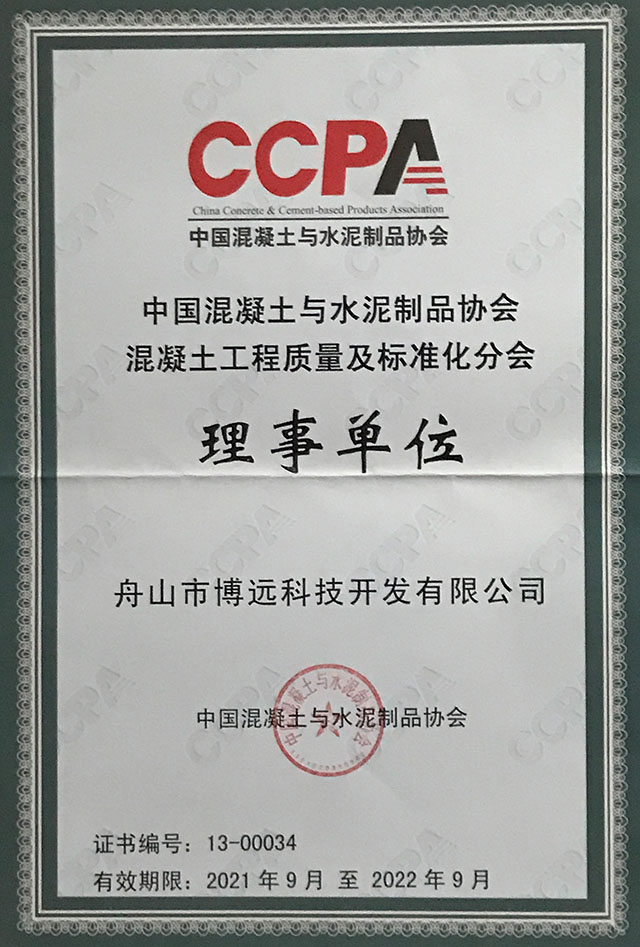 CCPA
China Concrete & Cement-based Products Association
中国混凝土与水泥制品协会
中国混凝土与水泥制品协会
混凝土工程质量及标准化分会
理事单位
舟山市博远科技开发有限公司
中国混凝土与水泥制品协会
证书编号：13-00034
有效期限：2021年9月 至 2022年9月